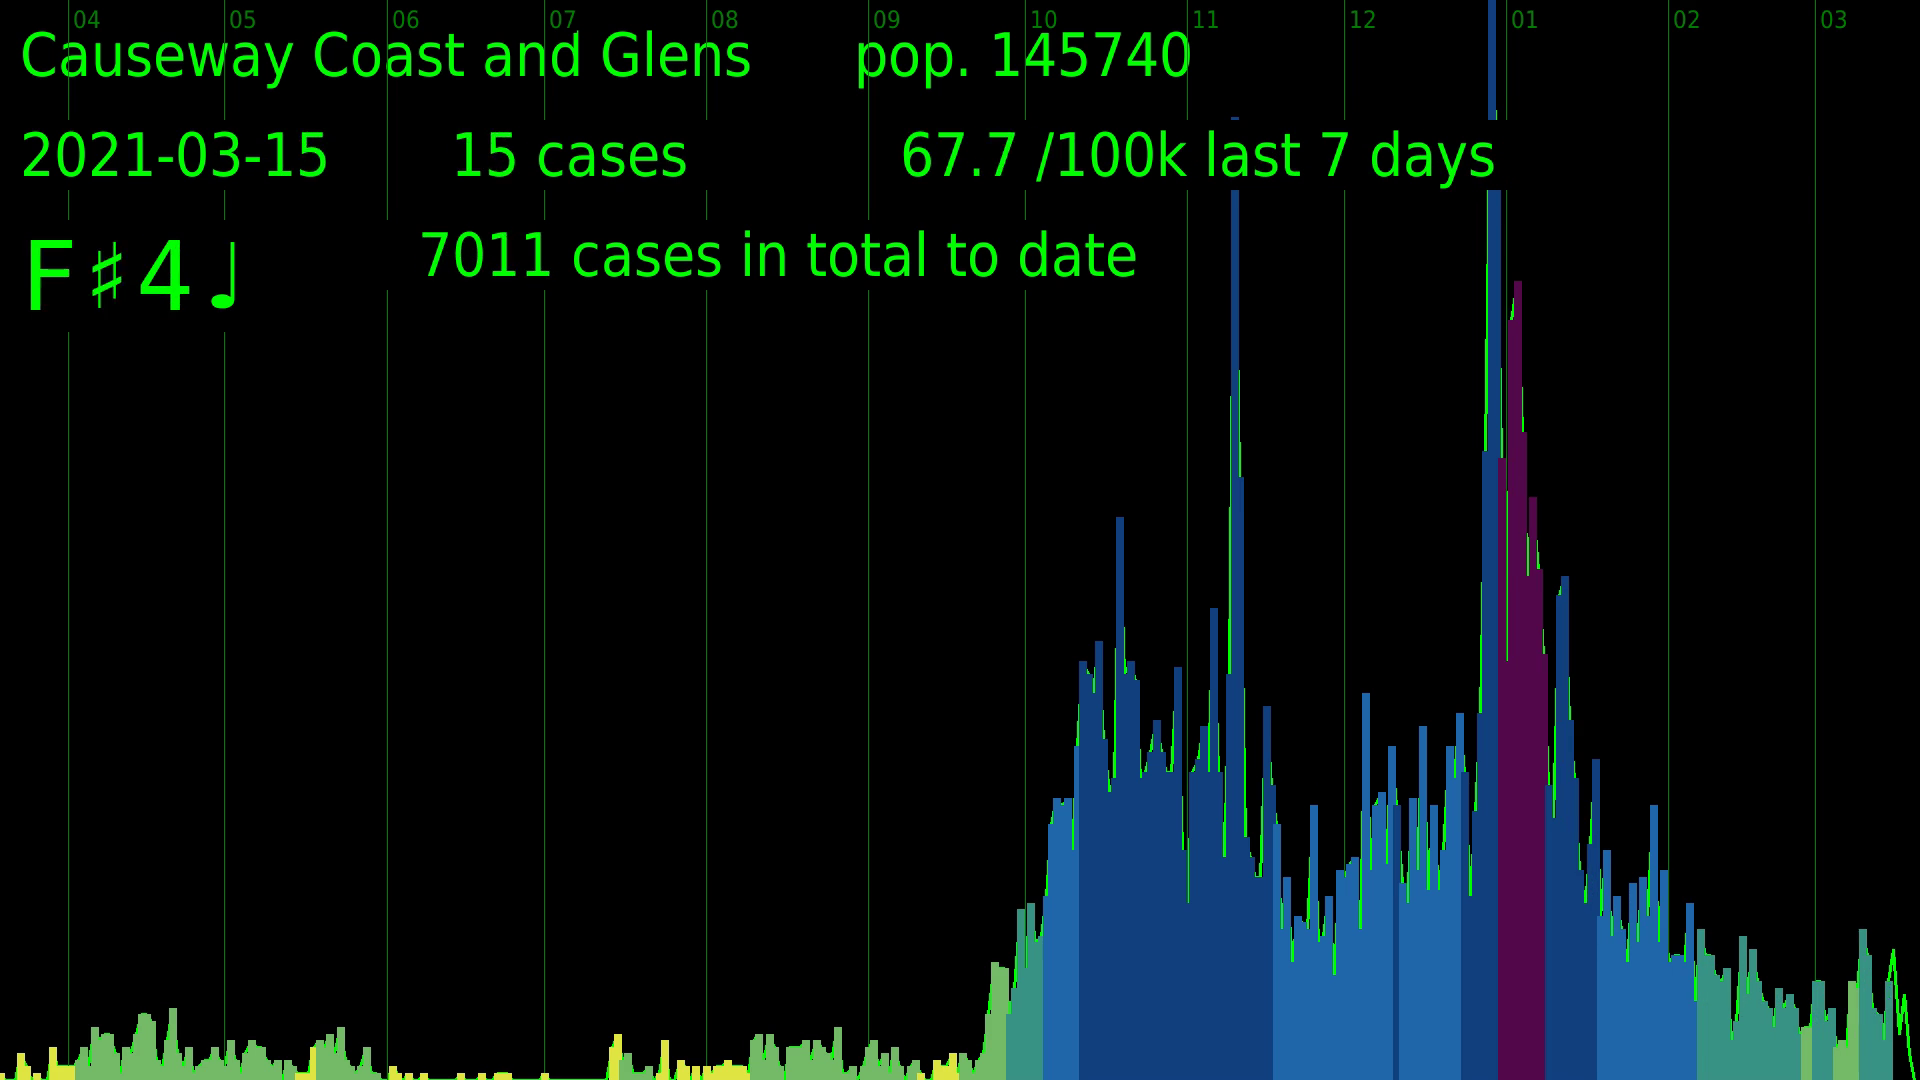 04 05 06 07 08 09 10 11 12 01 02 03
Causeway Coast and Glens pop. 145740
2021-03-15 15 cases 67.7 /100k last 7 days
F♯4♩ 7011 cases in total to date